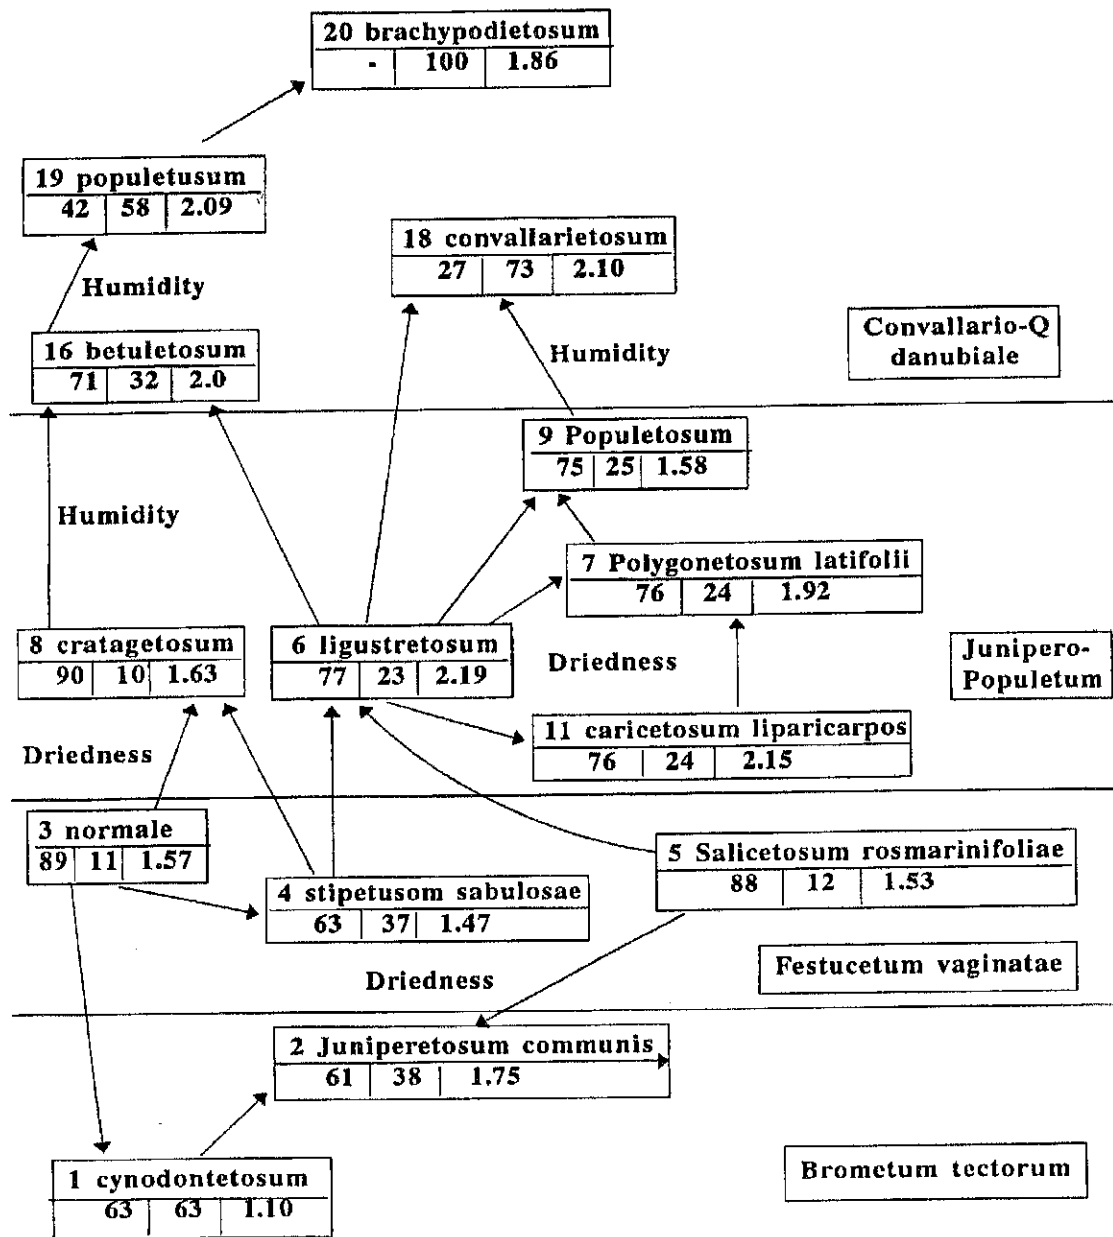 20 brachypodietosum
- 100 1.86
19 populetusum
42 58 2.09
18 convallarietosum
27 73 2.10
Humidity
16 betuletosum
71 32 2.0
Humidity
Convallario-Q
danubiale
9 Populetosum
75 25 1.58
Humidity
7 Polygonetosum latifolii
76 24 1.92
8 cratagetosum
90 10 1.63
6 ligustretosum
77 23 2.19
Driedness
Junipero-
Populetum
11 caricetosum liparicarpos
76 24 2.15
Driedness
3 normale
89 11 1.57
5 Salicetosum rosmarinifoliae
88 12 1.53
4 stipetusom sabulosae
63 37 1.47
Driedness
Festucetum vaginatae
2 Juniperetosum communis
61 38 1.75
1 cynodontetosum
63 63 1.10
Brometum tectorum